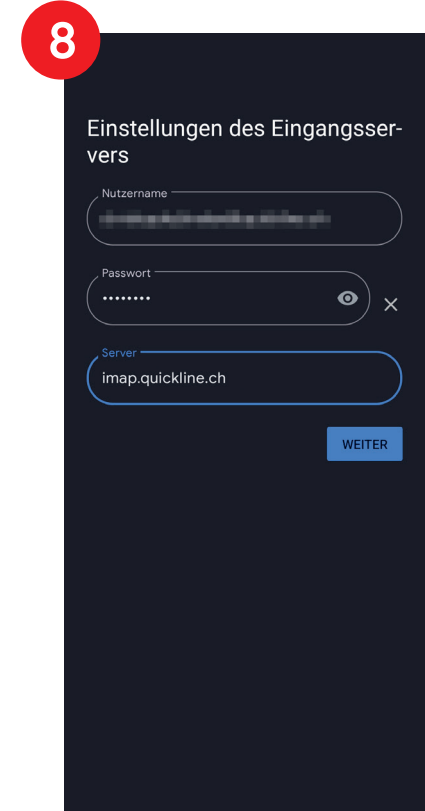 8
Einstellungen des Eingangsser-
vers
Nutzername
Passwort
••••••••
Server
imap.quickline.ch
WEITER